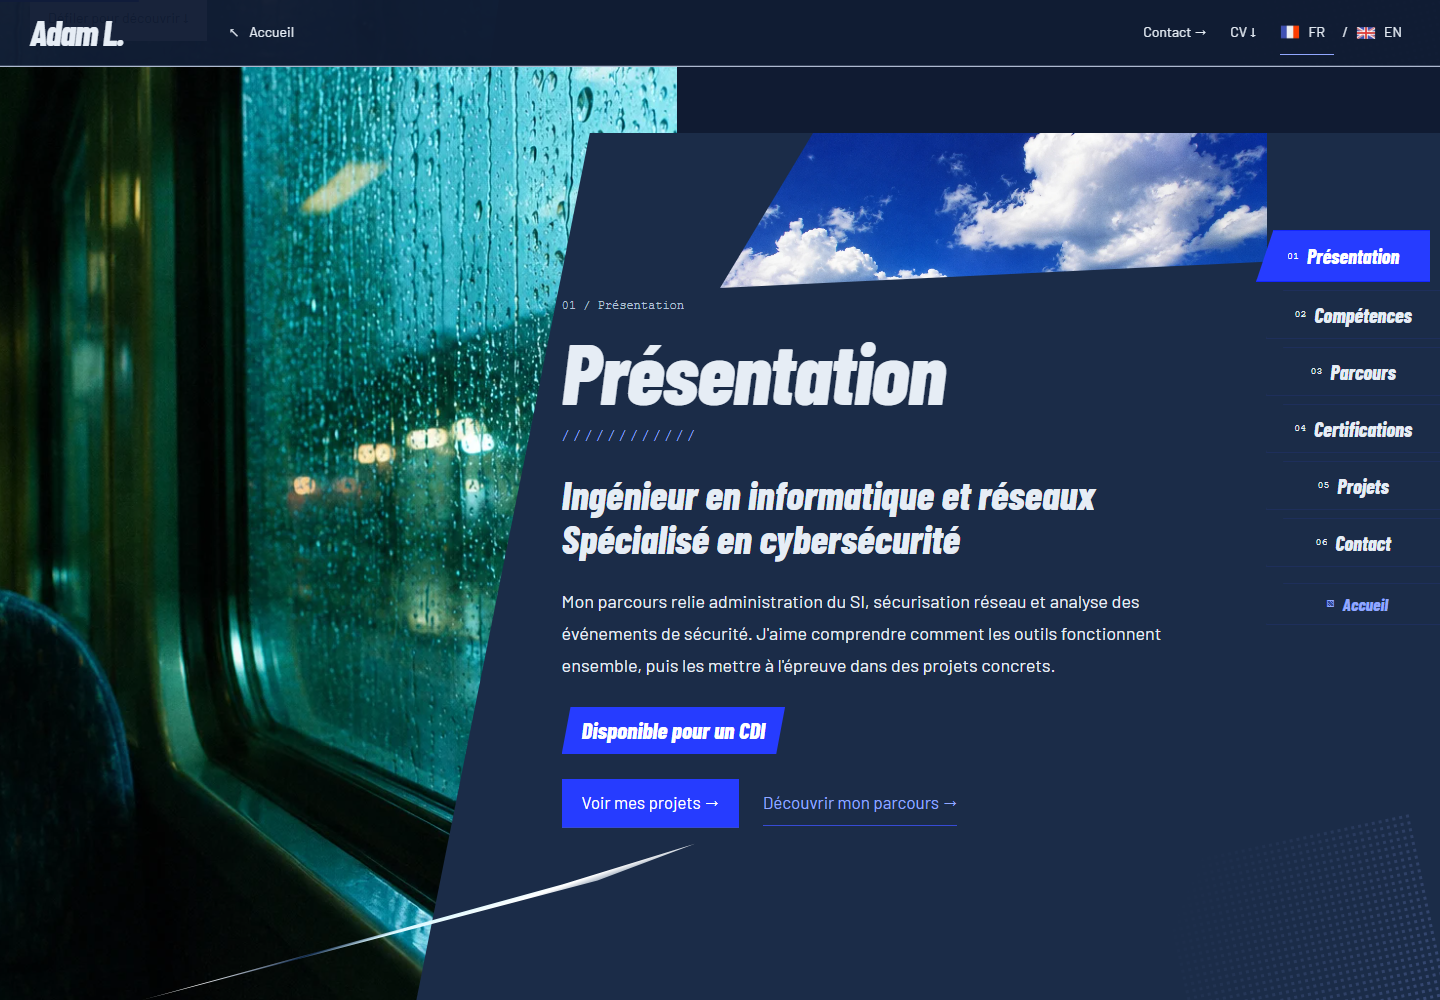 Adam L.
↖ Accueil
Contact →
CV ↓
FR / EN
01 / Présentation
Présentation
////////////
Ingénieur en informatique et réseaux
Spécialisé en cybersécurité
Mon parcours relie administration du SI, sécurisation réseau et analyse des
événements de sécurité. J'aime comprendre comment les outils fonctionnent
ensemble, puis les mettre à l'épreuve dans des projets concrets.
Disponible pour un CDI
Voir mes projets →
Découvrir mon parcours →
01 Présentation
02 Compétences
03 Parcours
04 Certifications
05 Projets
06 Contact
Accueil